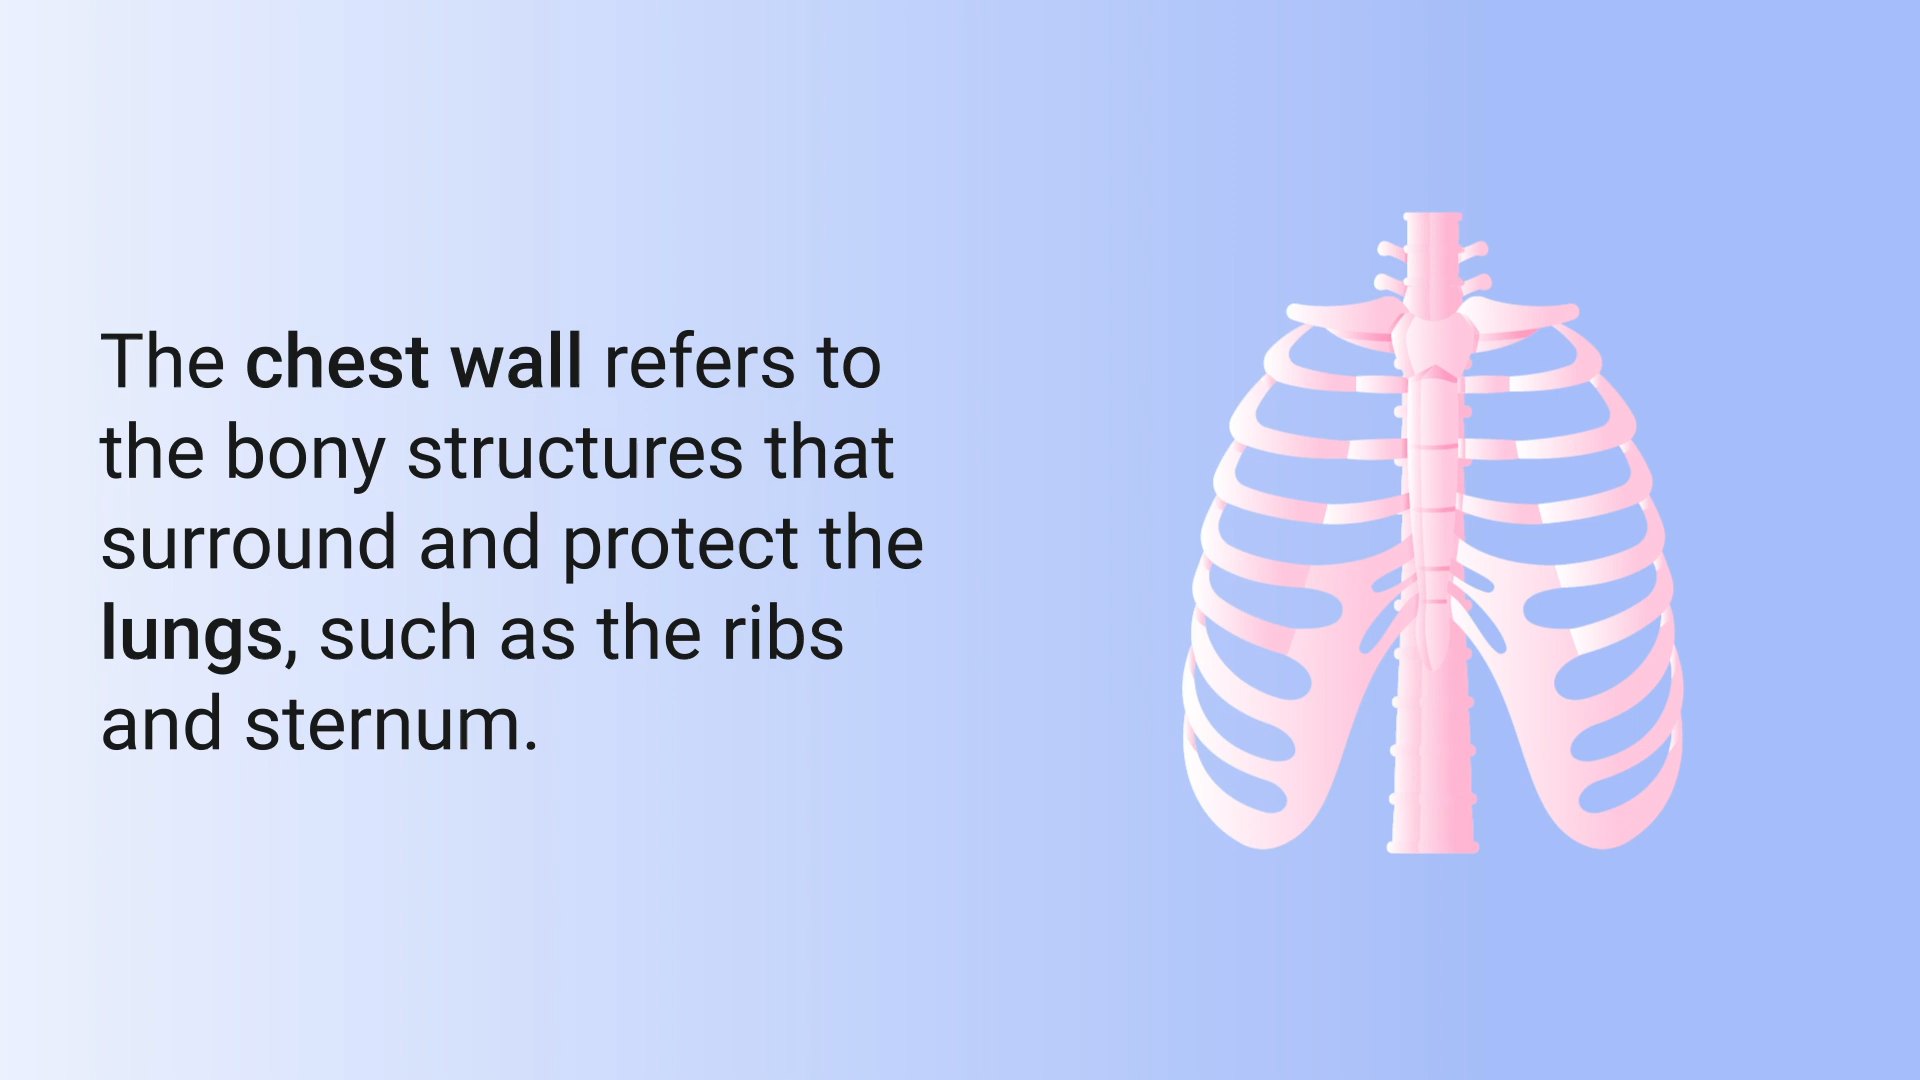 The chest wall refers to
the bony structures that
surround and protect the
lungs, such as the ribs
and sternum.